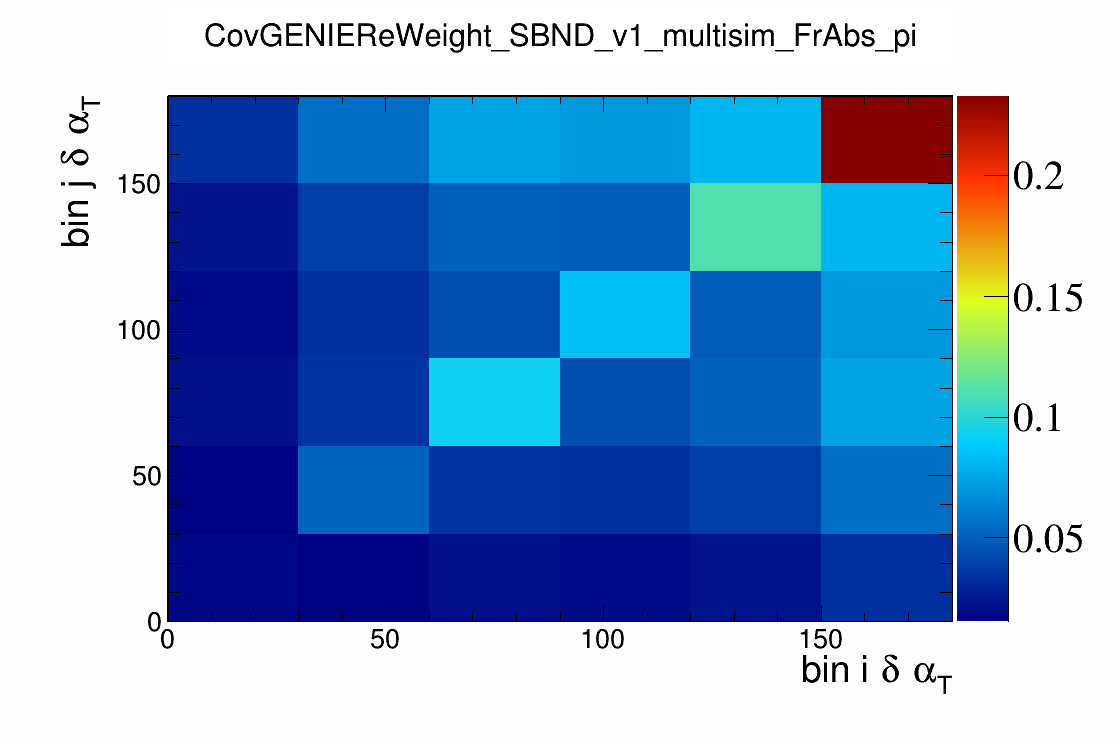 CovGENIEReWeight_SBND_v1_multisim_FrAbs_pi
bin j δ α_T
150
100
50
0
0 50 100 150
bin i δ α_T
0.2
0.15
0.1
0.05